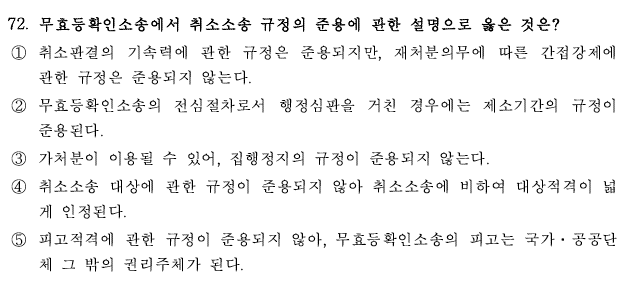 72. 무효등확인소송에서 취소소송 규정의 준용에 관한 설명으로 옳은 것은?
① 취소판결의 기속력에 관한 규정은 준용되지만, 재처분의무에 따른 간접강제에
관한 규정은 준용되지 않는다.
② 무효등확인소송의 전심절차로서 행정심판을 거친 경우에는 제소기간의 규정이
준용된다.
③ 가처분이 이용될 수 있어, 집행정지의 규정이 준용되지 않는다.
④ 취소소송 대상에 관한 규정이 준용되지 않아 취소소송에 비하여 대상적격이 넓
게 인정된다.
⑤ 피고적격에 관한 규정이 준용되지 않아, 무효등확인소송의 피고는 국가·공공단
체 그 밖의 권리주체가 된다.